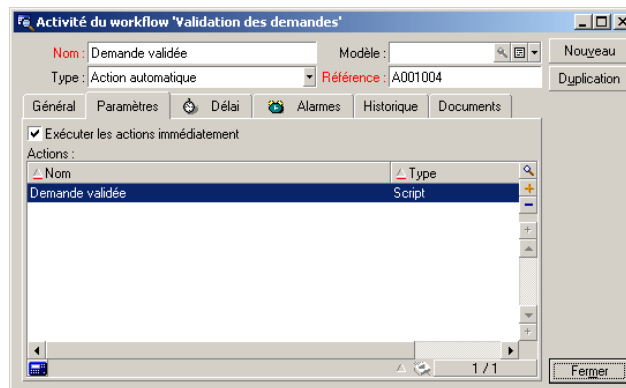 Activité du workflow 'Validation des demandes'
Nom : Demande validée Modèle : Nouveau
Type : Action automatique Référence : A001004 Duplication
Général Paramètres Délai Alarmes Historique Documents
Exécuter les actions immédiatement
Actions :
Nom Type
Demande validée Script
1 / 1 Fermer